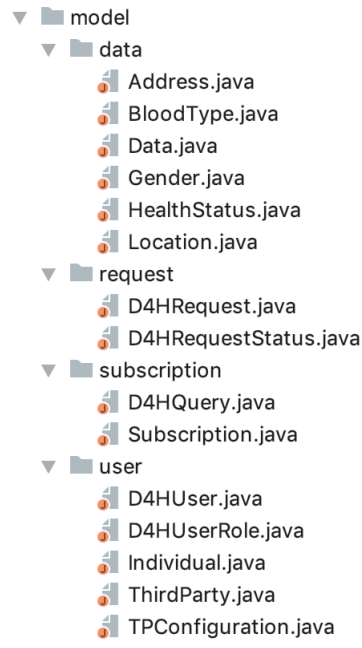 model
data
Address.java
BloodType.java
Data.java
Gender.java
HealthStatus.java
Location.java
request
D4HRequest.java
D4HRequestStatus.java
subscription
D4HQuery.java
Subscription.java
user
D4HUser.java
D4HUserRole.java
Individual.java
ThirdParty.java
TPConfiguration.java